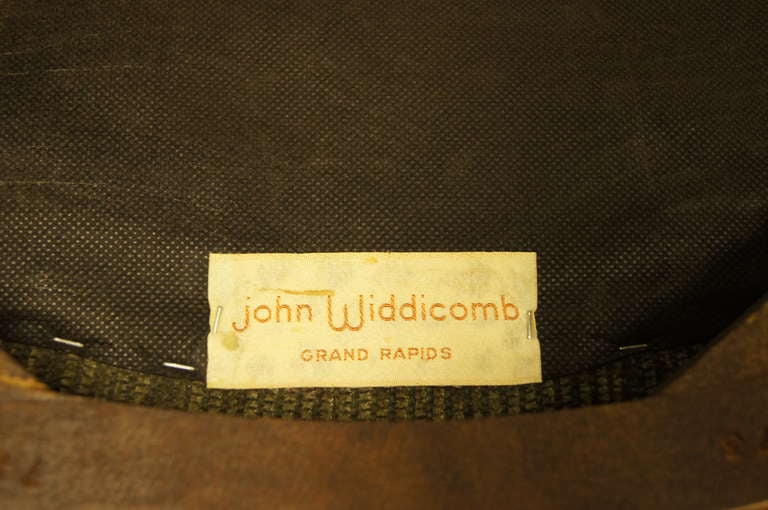 john Widdicomb
GRAND RAPIDS